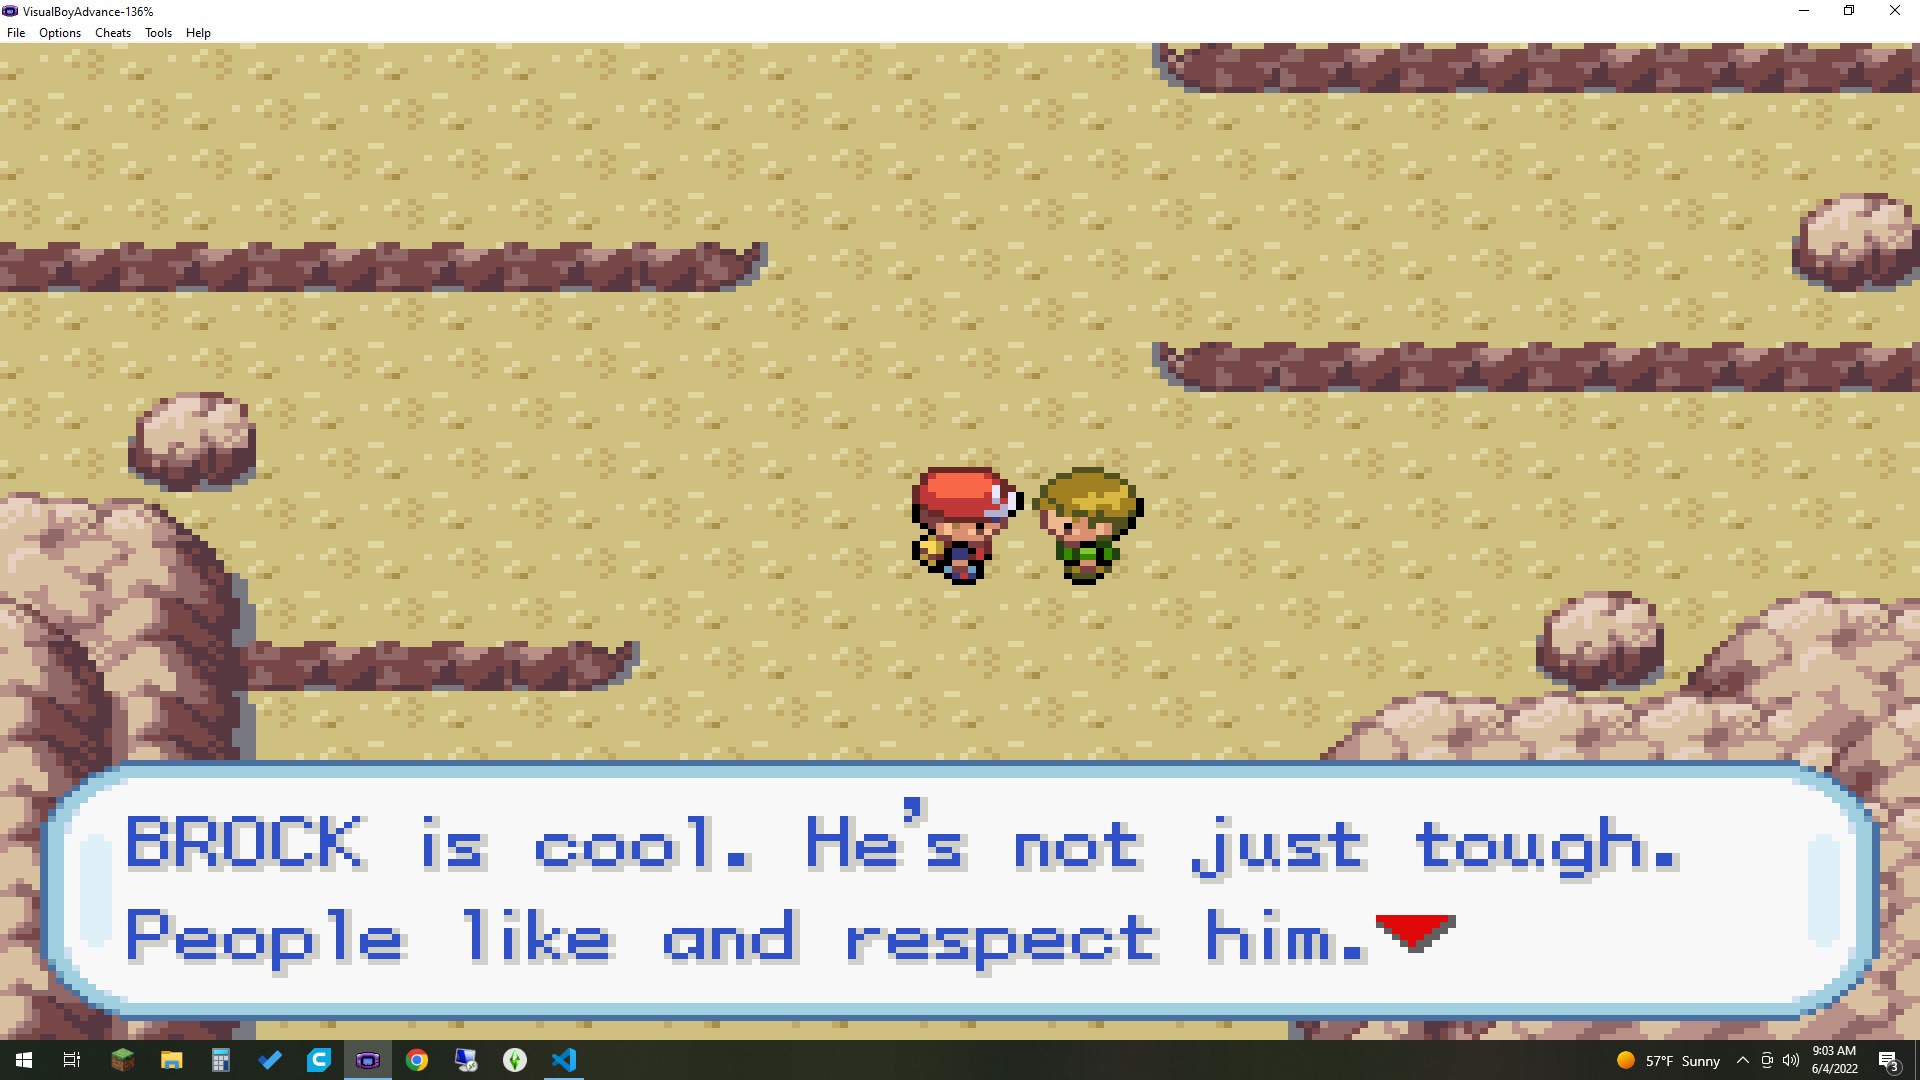 VisualBoyAdvance-136%
File Options Cheats Tools Help
BROCK is cool. He's not just tough.
People like and respect him.
57°F Sunny
9:03 AM
6/4/2022
3